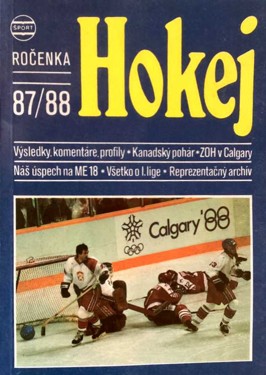 ŠPORT
ROČENKA
Hokej
87/88
Výsledky, komentáre, profily • Kanadský pohár • ZOH v Calgary
Náš úspech na ME 18 • Všetko o I. lige • Reprezentačný archív
Calgary '88